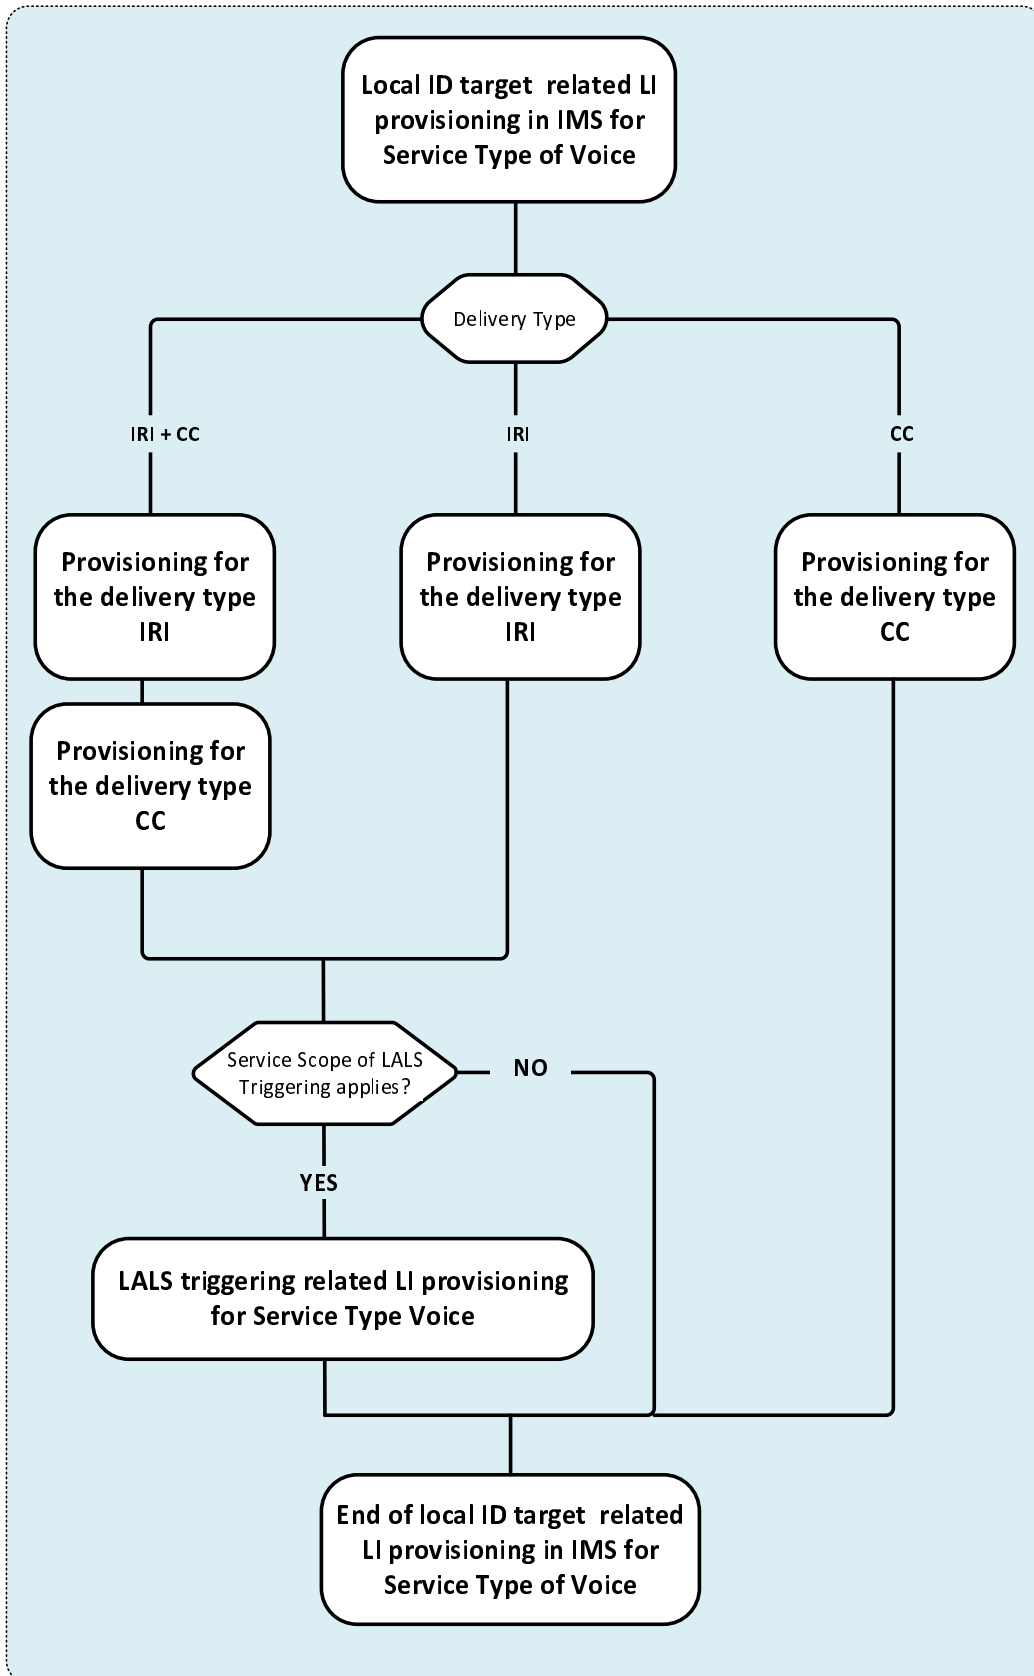 Local ID target related LI
provisioning in IMS for
Service Type of Voice
Delivery Type
IRI + CC
IRI
CC
Provisioning for
the delivery type
IRI
Provisioning for
the delivery type
IRI
Provisioning for
the delivery type
CC
Provisioning for
the delivery type
CC
Service Scope of LALS
Triggering applies?
NO
YES
LALS triggering related LI provisioning
for Service Type Voice
End of local ID target related
LI provisioning in IMS for
Service Type of Voice